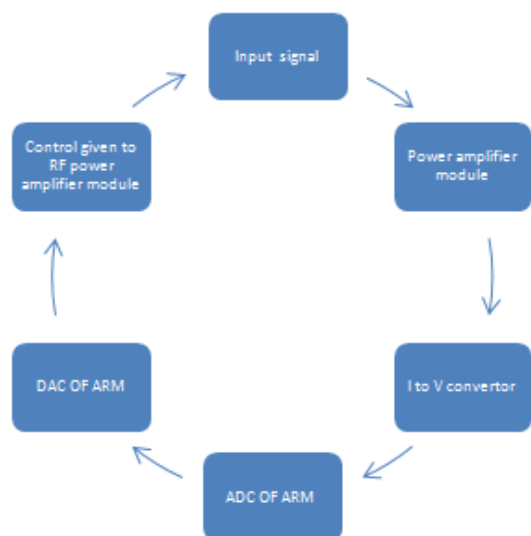 Input signal
Power amplifier
module
I to V convertor
ADC OF ARM
DAC OF ARM
Control given to
RF power
amplifier module